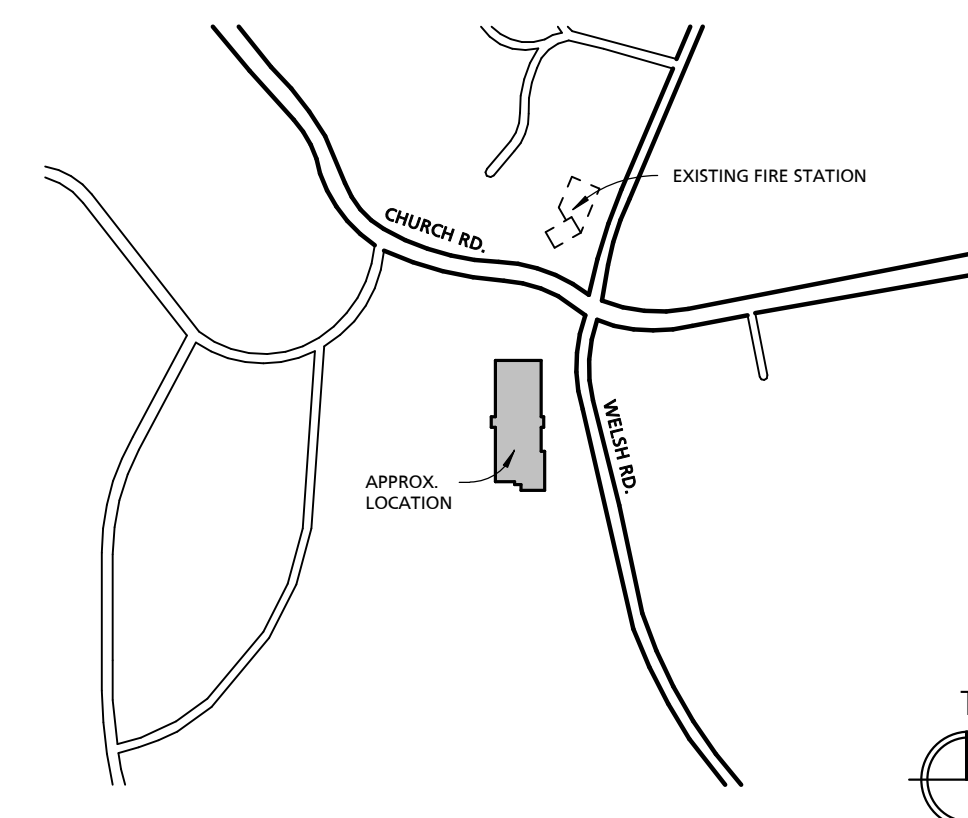 EXISTING FIRE STATION
CHURCH RD.
WELSH RD.
APPROX.
LOCATION